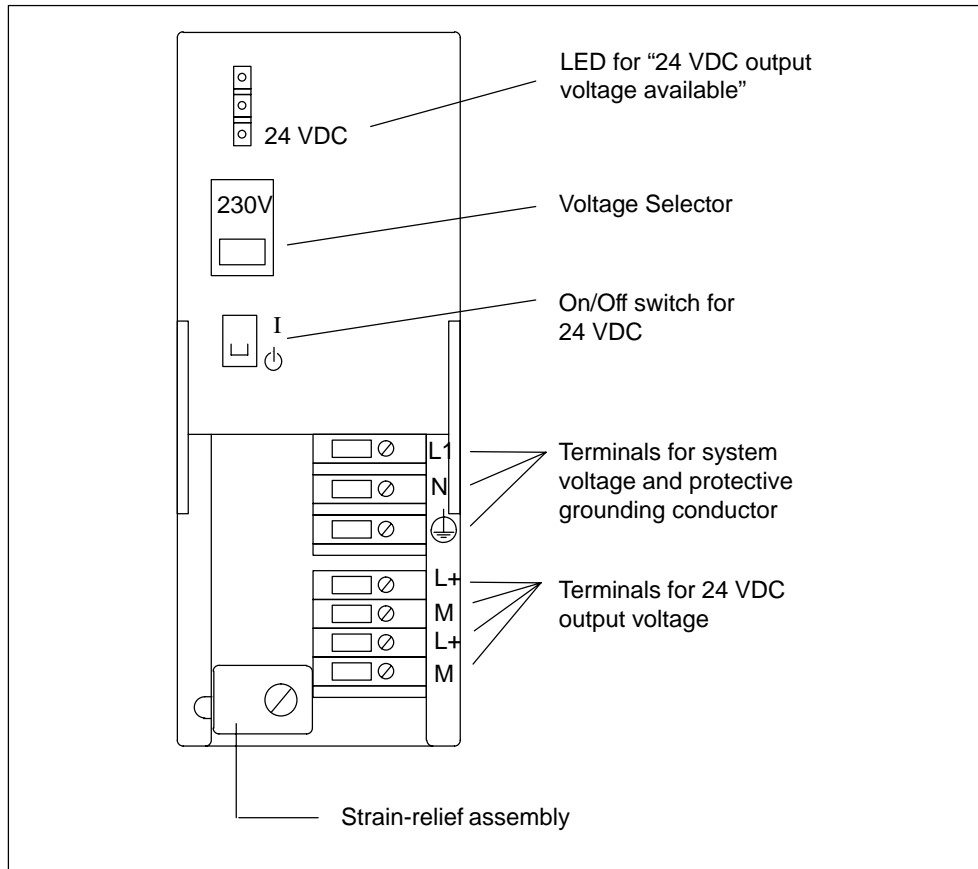 LED for “24 VDC output
voltage available”
24 VDC
230V
Voltage Selector
On/Off switch for
24 VDC
I
L1
N
Terminals for system
voltage and protective
grounding conductor
L+
M
L+
M
Terminals for 24 VDC
output voltage
Strain-relief assembly